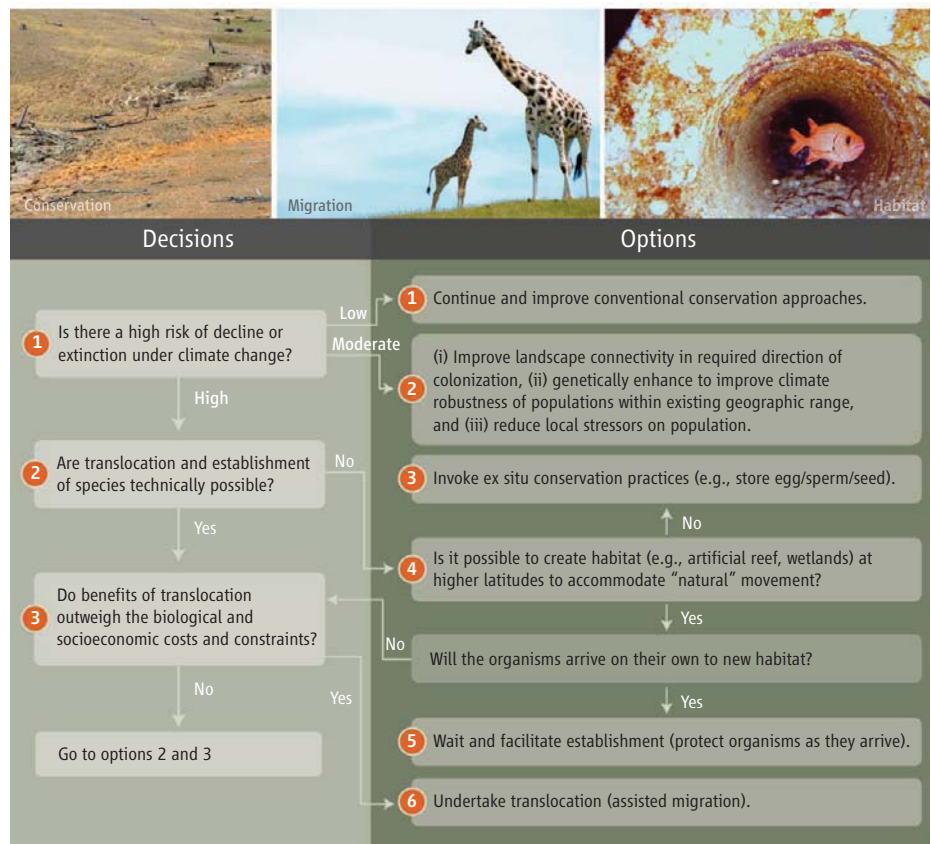 Conservation
Migration
Habitat
Decisions
Options
1
Is there a high risk of decline or
extinction under climate change?
Low
Moderate
High
1
Continue and improve conventional conservation approaches.
2
(i) Improve landscape connectivity in required direction of
colonization, (ii) genetically enhance to improve climate
robustness of populations within existing geographic range,
and (iii) reduce local stressors on population.
2
Are translocation and establishment
of species technically possible?
No
Yes
3
Invoke ex situ conservation practices (e.g., store egg/sperm/seed).
No
4
Is it possible to create habitat (e.g., artificial reef, wetlands) at
higher latitudes to accommodate “natural” movement?
Yes
3
Do benefits of translocation
outweigh the biological and
socioeconomic costs and constraints?
No
Will the organisms arrive on their own to new habitat?
No
Yes
Yes
Go to options 2 and 3
5
Wait and facilitate establishment (protect organisms as they arrive).
6
Undertake translocation (assisted migration).